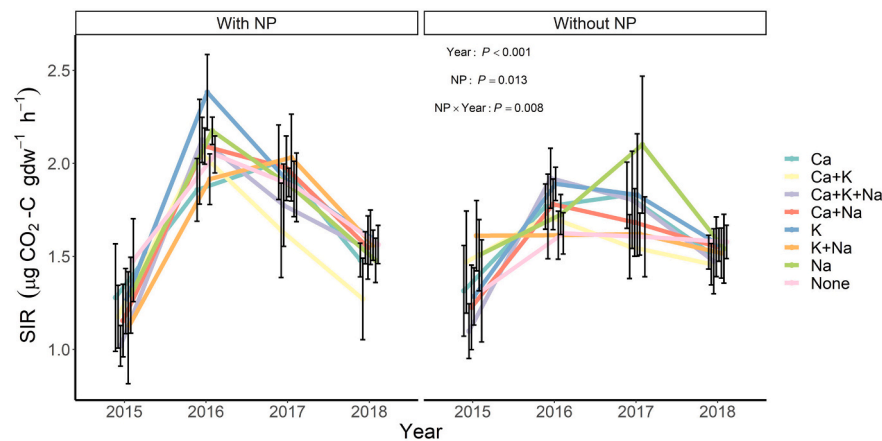 With NP
Without NP
Year: P < 0.001
NP: P = 0.013
NP × Year: P = 0.008
2.5
2.0
1.5
1.0
SIR (μg CO₂-C gdw⁻¹ h⁻¹)
2015
2016
2017
2018
2015
2016
2017
2018
Year
Ca
Ca+K
Ca+K+Na
Ca+Na
K
K+Na
Na
None